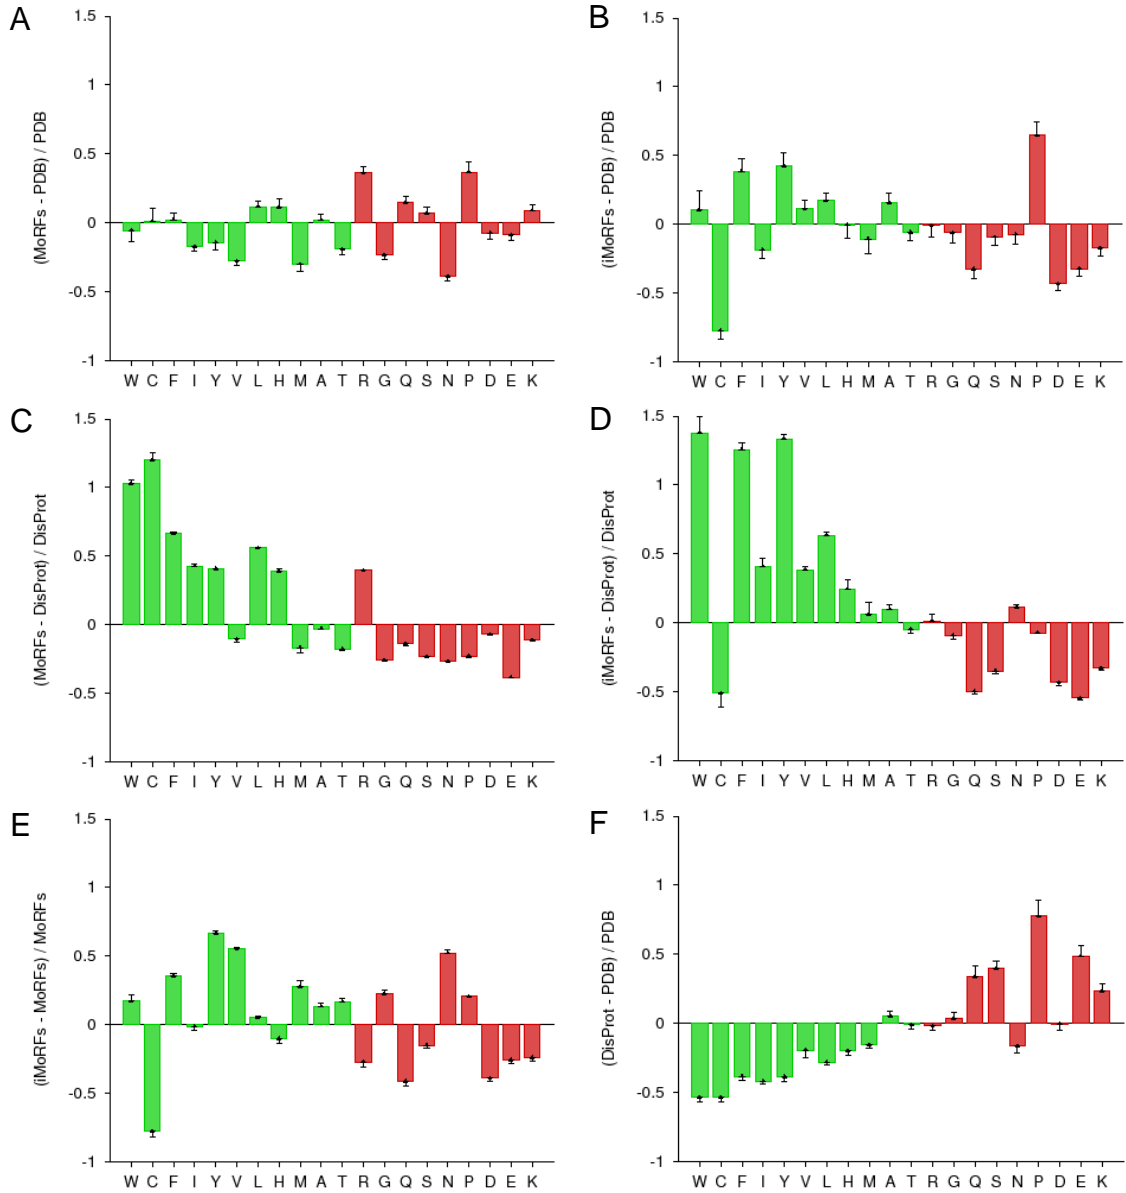 A
(MoRFs - PDB) / PDB
1.5
1
0.5
0
-0.5
-1
W C F I Y V L H M A T R G Q S N P D E K
B
(iMoRFs - PDB) / PDB
1.5
1
0.5
0
-0.5
-1
W C F I Y V L H M A T R G Q S N P D E K
C
(MoRFs - DisProt) / DisProt
1.5
1
0.5
0
-0.5
-1
W C F I Y V L H M A T R G Q S N P D E K
D
(iMoRFs - DisProt) / DisProt
1.5
1
0.5
0
-0.5
-1
W C F I Y V L H M A T R G Q S N P D E K
E
(iMoRFs - MoRFs) / MoRFs
1.5
1
0.5
0
-0.5
-1
W C F I Y V L H M A T R G Q S N P D E K
F
(DisProt - PDB) / PDB
1.5
1
0.5
0
-0.5
-1
W C F I Y V L H M A T R G Q S N P D E K